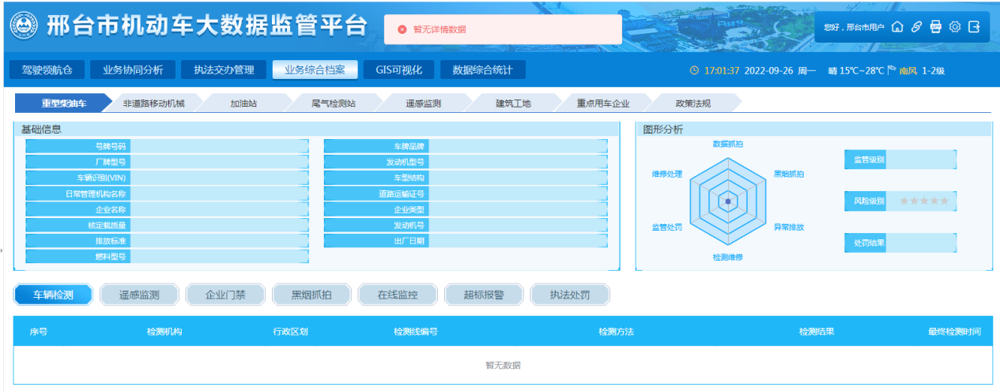 邢台市机动车大数据监管平台
暂无详情数据
您好，邢台市用户
驾驶领航仓 业务协同分析 执法交办管理 业务综合档案 GIS可视化 数据综合统计
17:01:37 2022-09-26 周一 晴 15℃~28℃ 南风 1-2级
重型柴油车 非道路移动机械 加油站 尾气检测站 遥感监测 建筑工地 重点用车企业 政策法规
基础信息
号牌号码 车牌品牌
厂牌型号 发动机型号
车辆识别(VIN) 车型结构
日常管理机构名称 道路运输证号
企业名称 企业类型
核定载质量 发动机号
排放标准 出厂日期
燃料型号
图形分析
数据抓拍
维修处理 黑烟抓拍
监管处罚 异常排放
检测维修
监管级别
风险级别 ★★★★★
处罚结果
车辆检测 遥感监测 企业门禁 黑烟抓拍 在线监控 超标报警 执法处罚
序号 检测机构 行政区划 检测线编号 检测方法 检测结果 最终检测时间
暂无数据